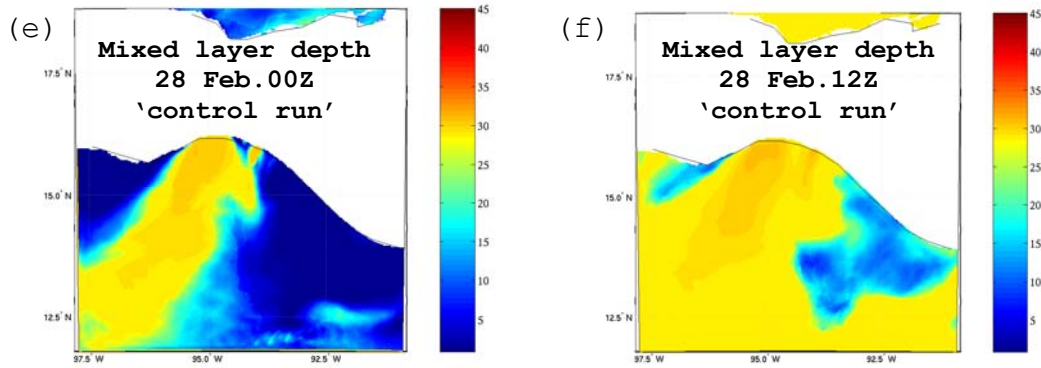 (e)
Mixed layer depth
28 Feb.00Z
‘control run’
17.5° N
15.0° N
12.5° N
97.5° W
95.0° W
92.5° W
45
40
35
30
25
20
15
10
5
(f)
Mixed layer depth
28 Feb.12Z
‘control run’
17.5° N
15.0° N
12.5° N
97.5° W
95.0° W
92.5° W
45
40
35
30
25
20
15
10
5